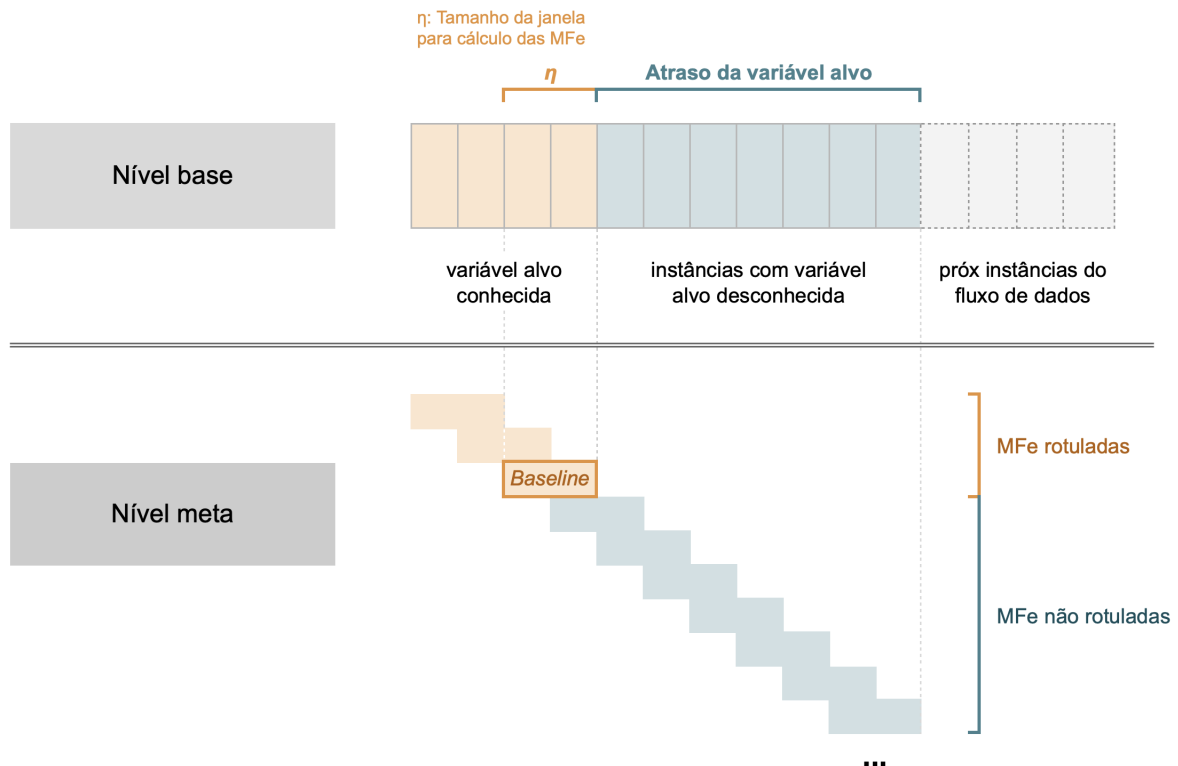 η: Tamanho da janela
para cálculo das MFe
η
Atraso da variável alvo
Nível base
variável alvo
conhecida
instâncias com variável
alvo desconhecida
próx instâncias do
fluxo de dados
MFe rotuladas
Baseline
Nível meta
MFe não rotuladas
...